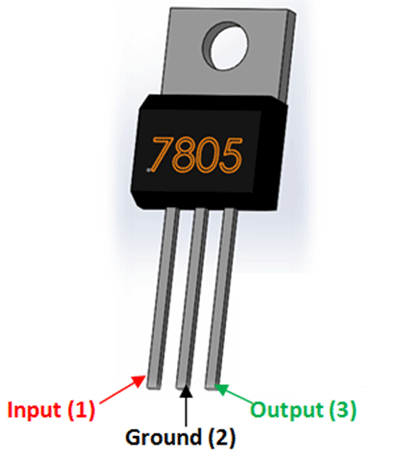 7805
Input (1)
Output (3)
Ground (2)